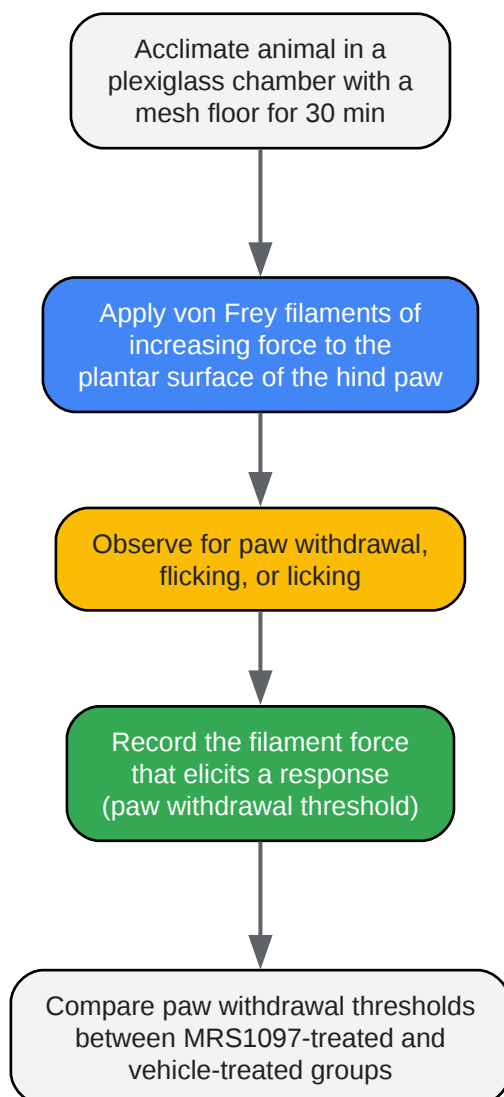 Acclimate animal in a
plexiglass chamber with a
mesh floor for 30 min
Apply von Frey filaments of
increasing force to the
plantar surface of the hind paw
Observe for paw withdrawal,
flicking, or licking
Record the filament force
that elicits a response
(paw withdrawal threshold)
Compare paw withdrawal thresholds
between MRS1097-treated and
vehicle-treated groups